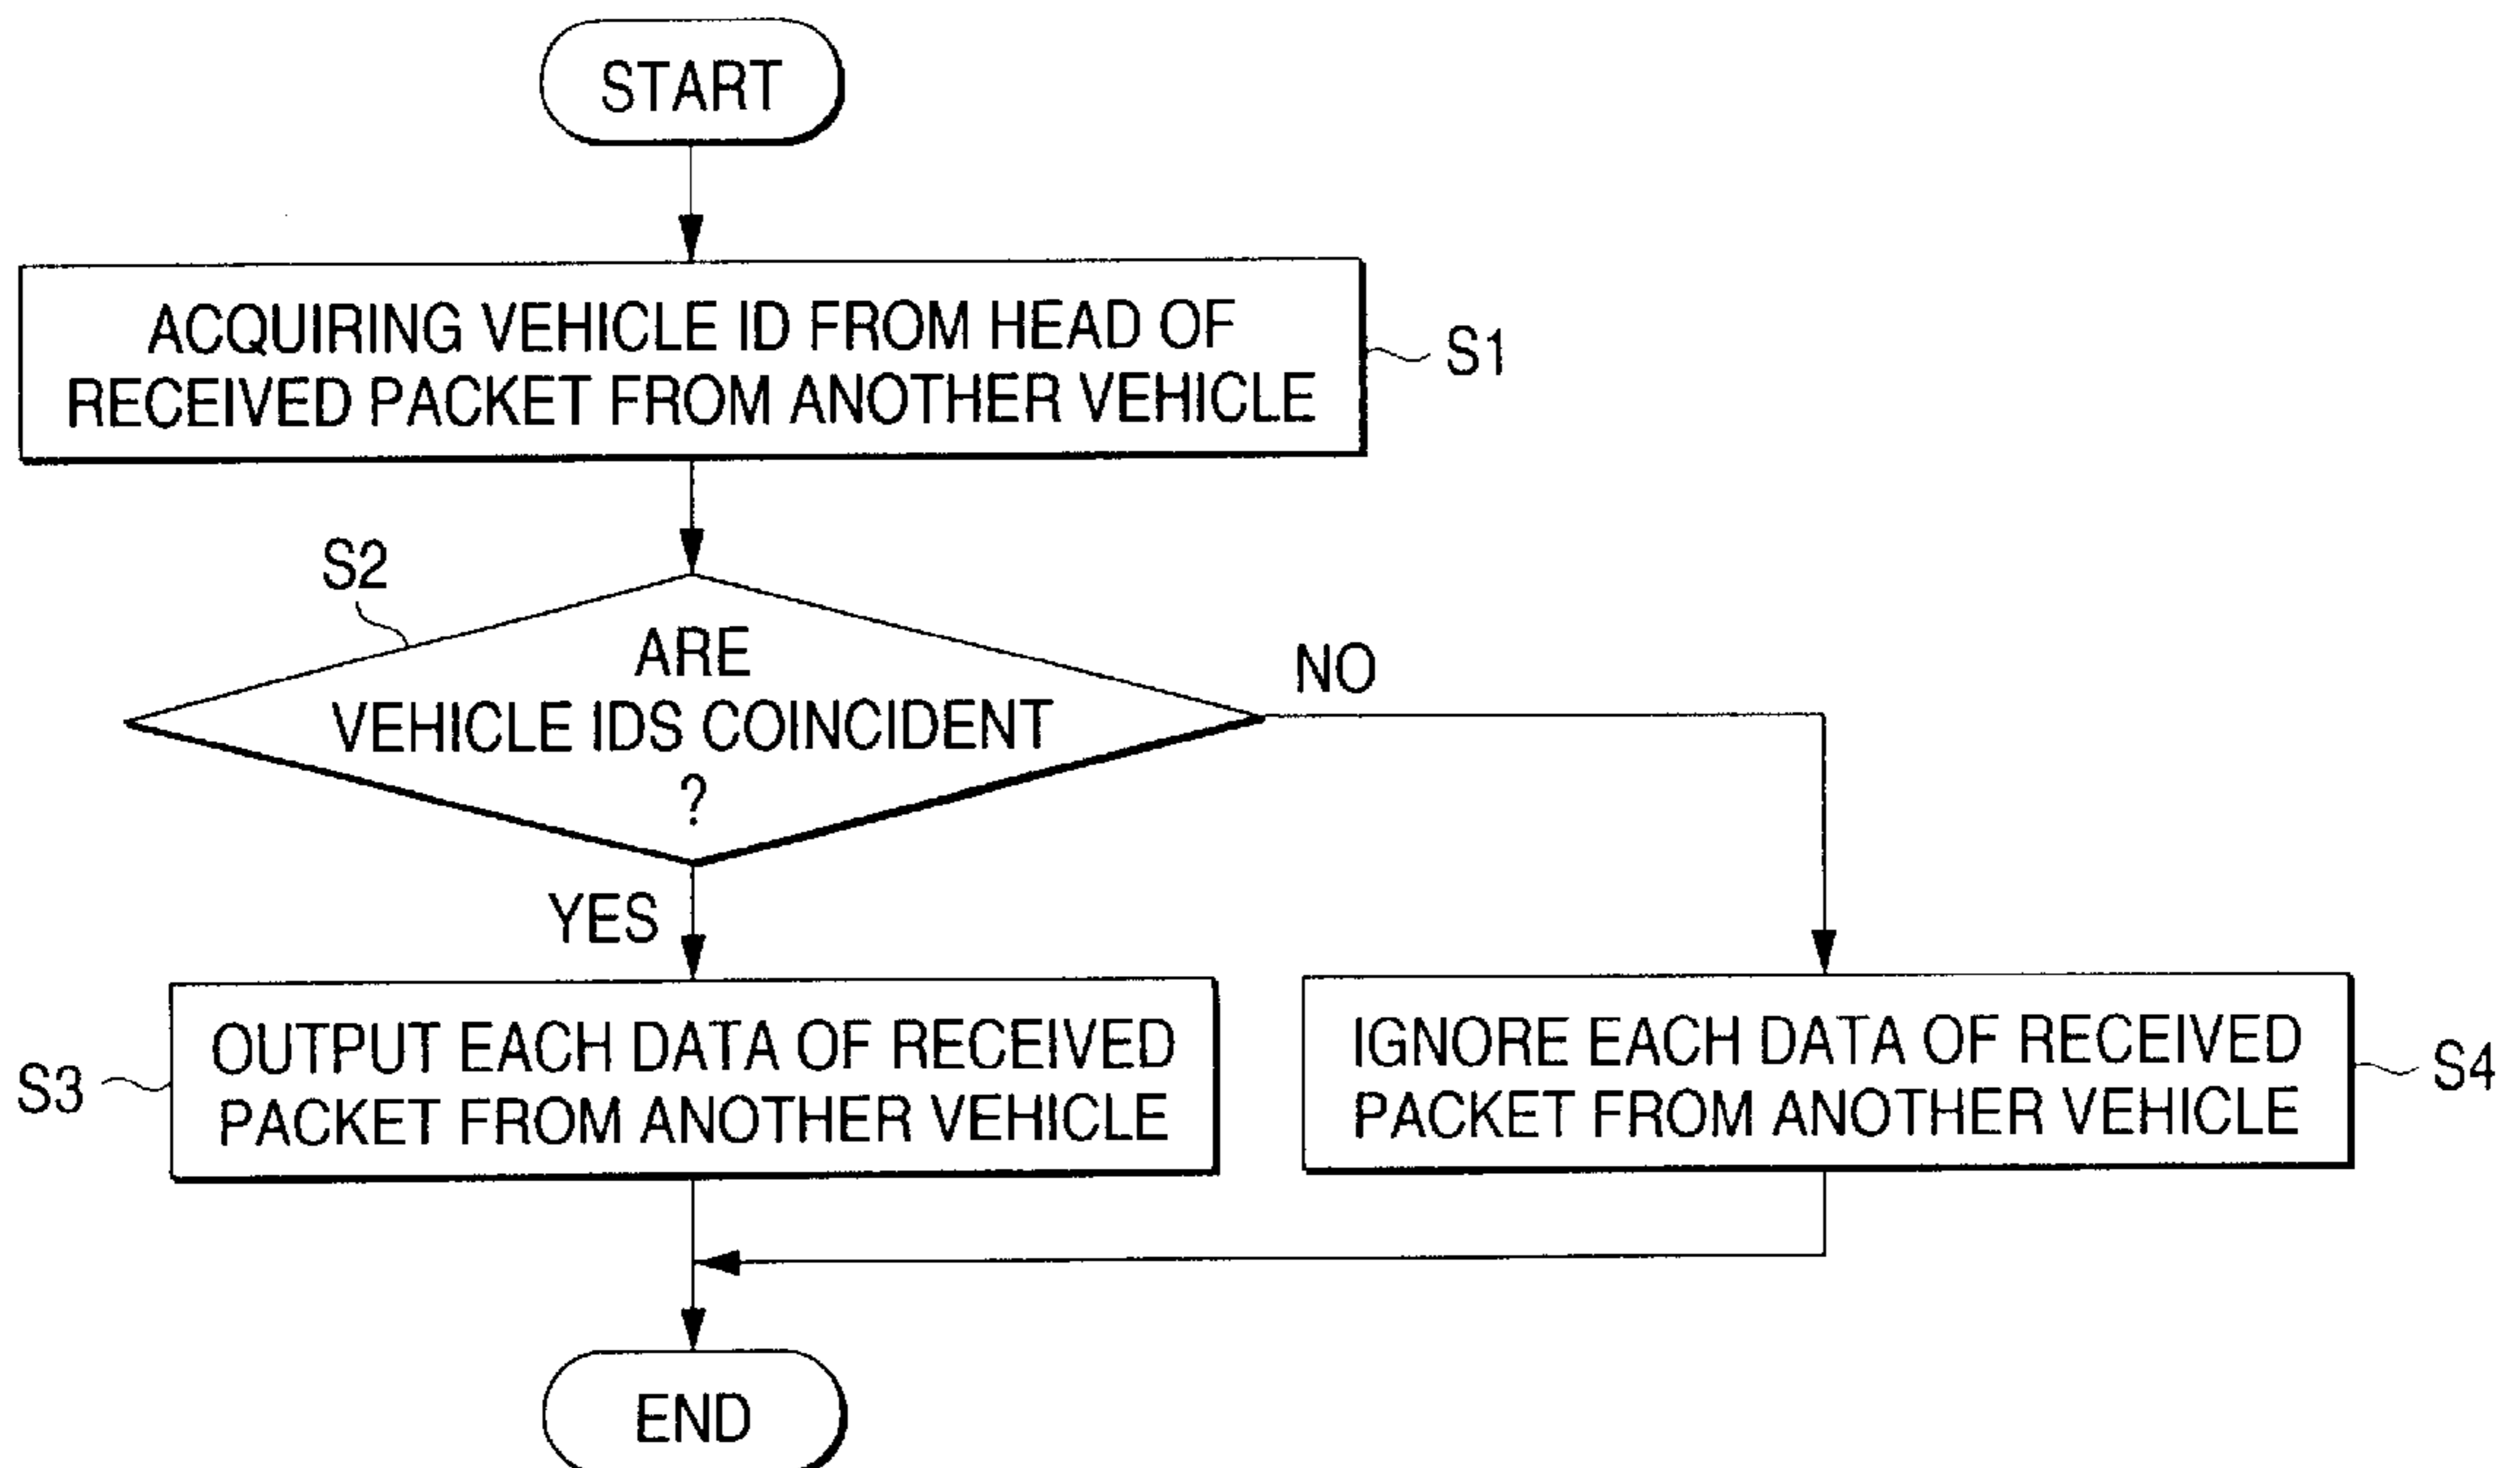 START
ACQUIRING VEHICLE ID FROM HEAD OF
RECEIVED PACKET FROM ANOTHER VEHICLE
S1
S2
ARE
VEHICLE IDS COINCIDENT
?
NO
YES
OUTPUT EACH DATA OF RECEIVED
PACKET FROM ANOTHER VEHICLE
S3
IGNORE EACH DATA OF RECEIVED
PACKET FROM ANOTHER VEHICLE
S4
END